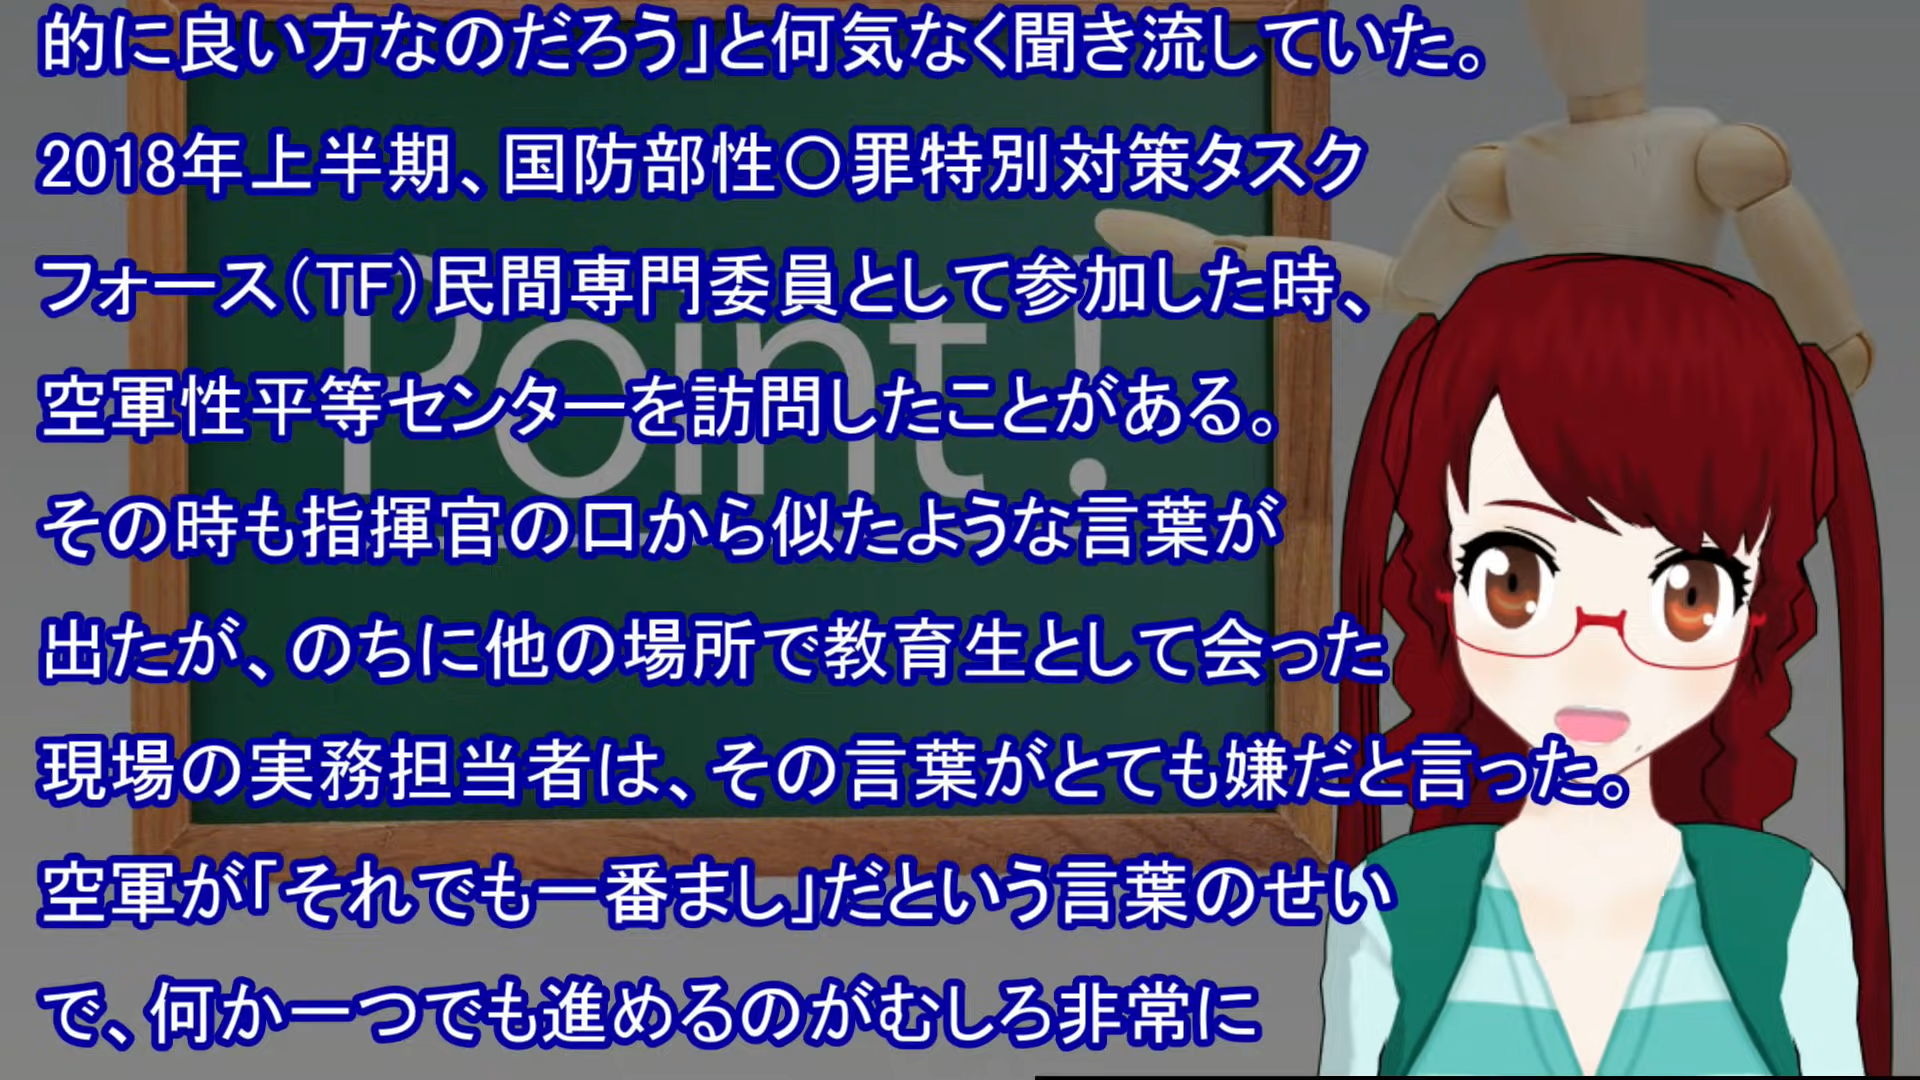 的に良い方なのだろう」と何気なく聞き流していた。
2018年上半期、国防部性〇罪特別対策タスク
フォース（TF）民間専門委員として参加した時、
空軍性平等センターを訪問したことがある。
その時も指揮官の口から似たような言葉が
出たが、のちに他の場所で教育生として会った
現場の実務担当者は、その言葉がとても嫌だと言った。
空軍が「それでも一番まし」だという言葉のせい
で、何か一つでも進めるのがむしろ非常に
Point!